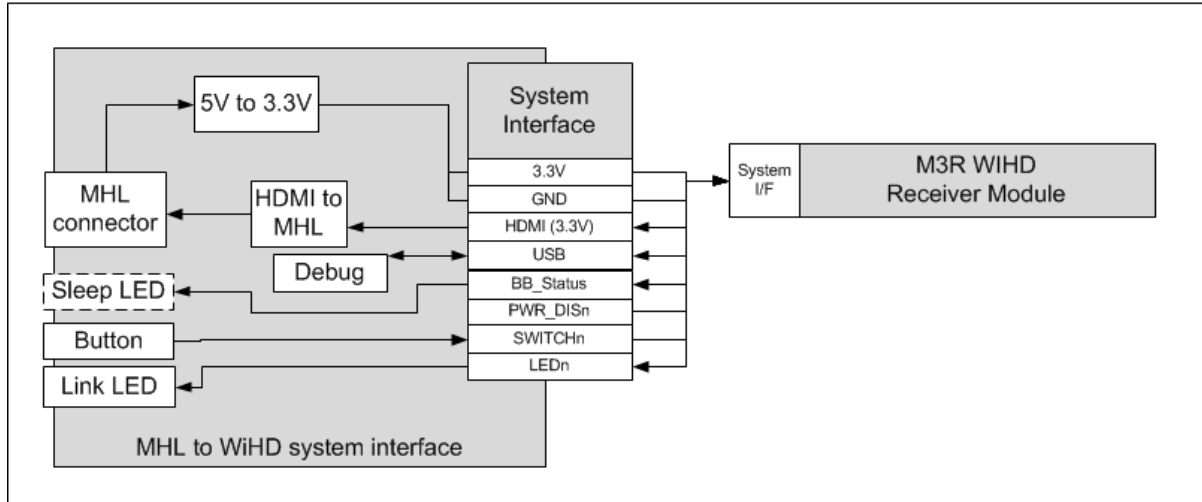 5V to 3.3V
System
Interface
3.3V
GND
HDMI (3.3V)
USB
BB_Status
PWR_DISn
SWITCHn
LEDn
MHL
connector
HDMI to
MHL
Debug
Sleep LED
Button
Link LED
MHL to WiHD system interface
System
I/F
M3R WIHD
Receiver Module